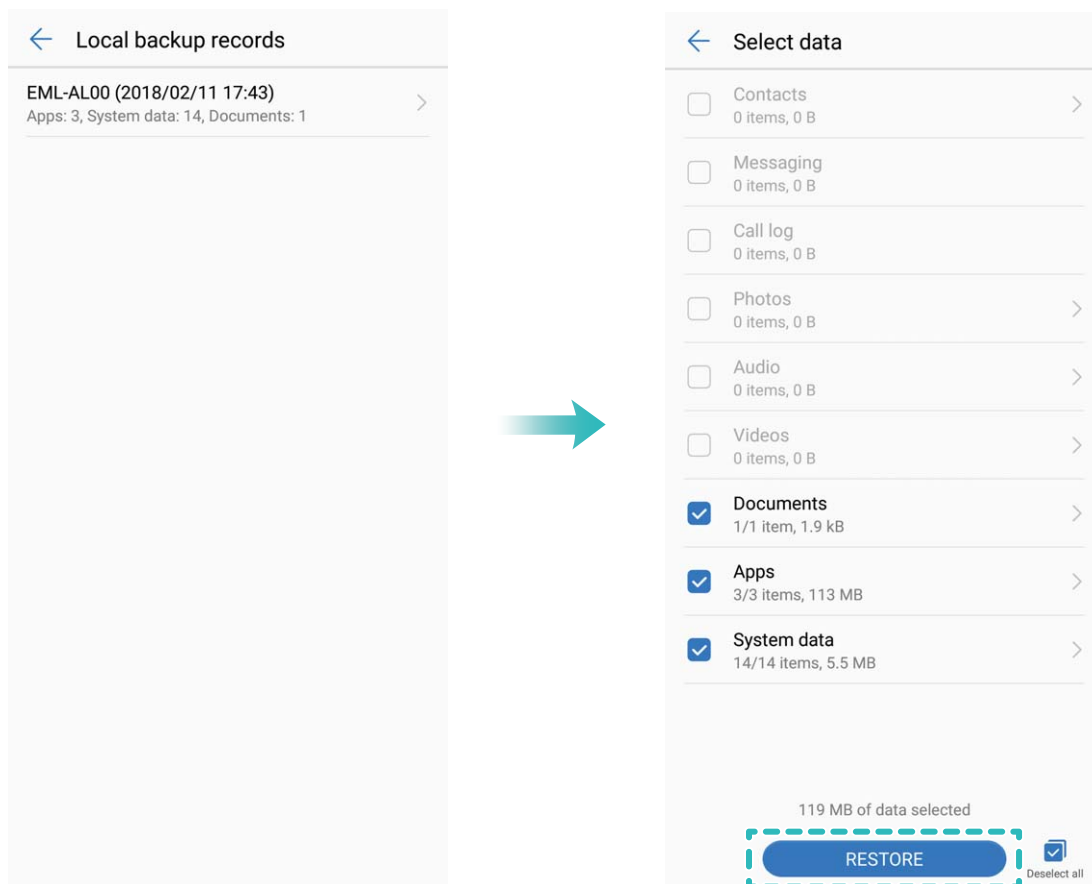 Local backup records
EML-AL00 (2018/02/11 17:43)
Apps: 3, System data: 14, Documents: 1
Select data
Contacts
0 items, 0 B
Messaging
0 items, 0 B
Call log
0 items, 0 B
Photos
0 items, 0 B
Audio
0 items, 0 B
Videos
0 items, 0 B
Documents
1/1 item, 1.9 kB
Apps
3/3 items, 113 MB
System data
14/14 items, 5.5 MB
119 MB of data selected
RESTORE
Deselect all